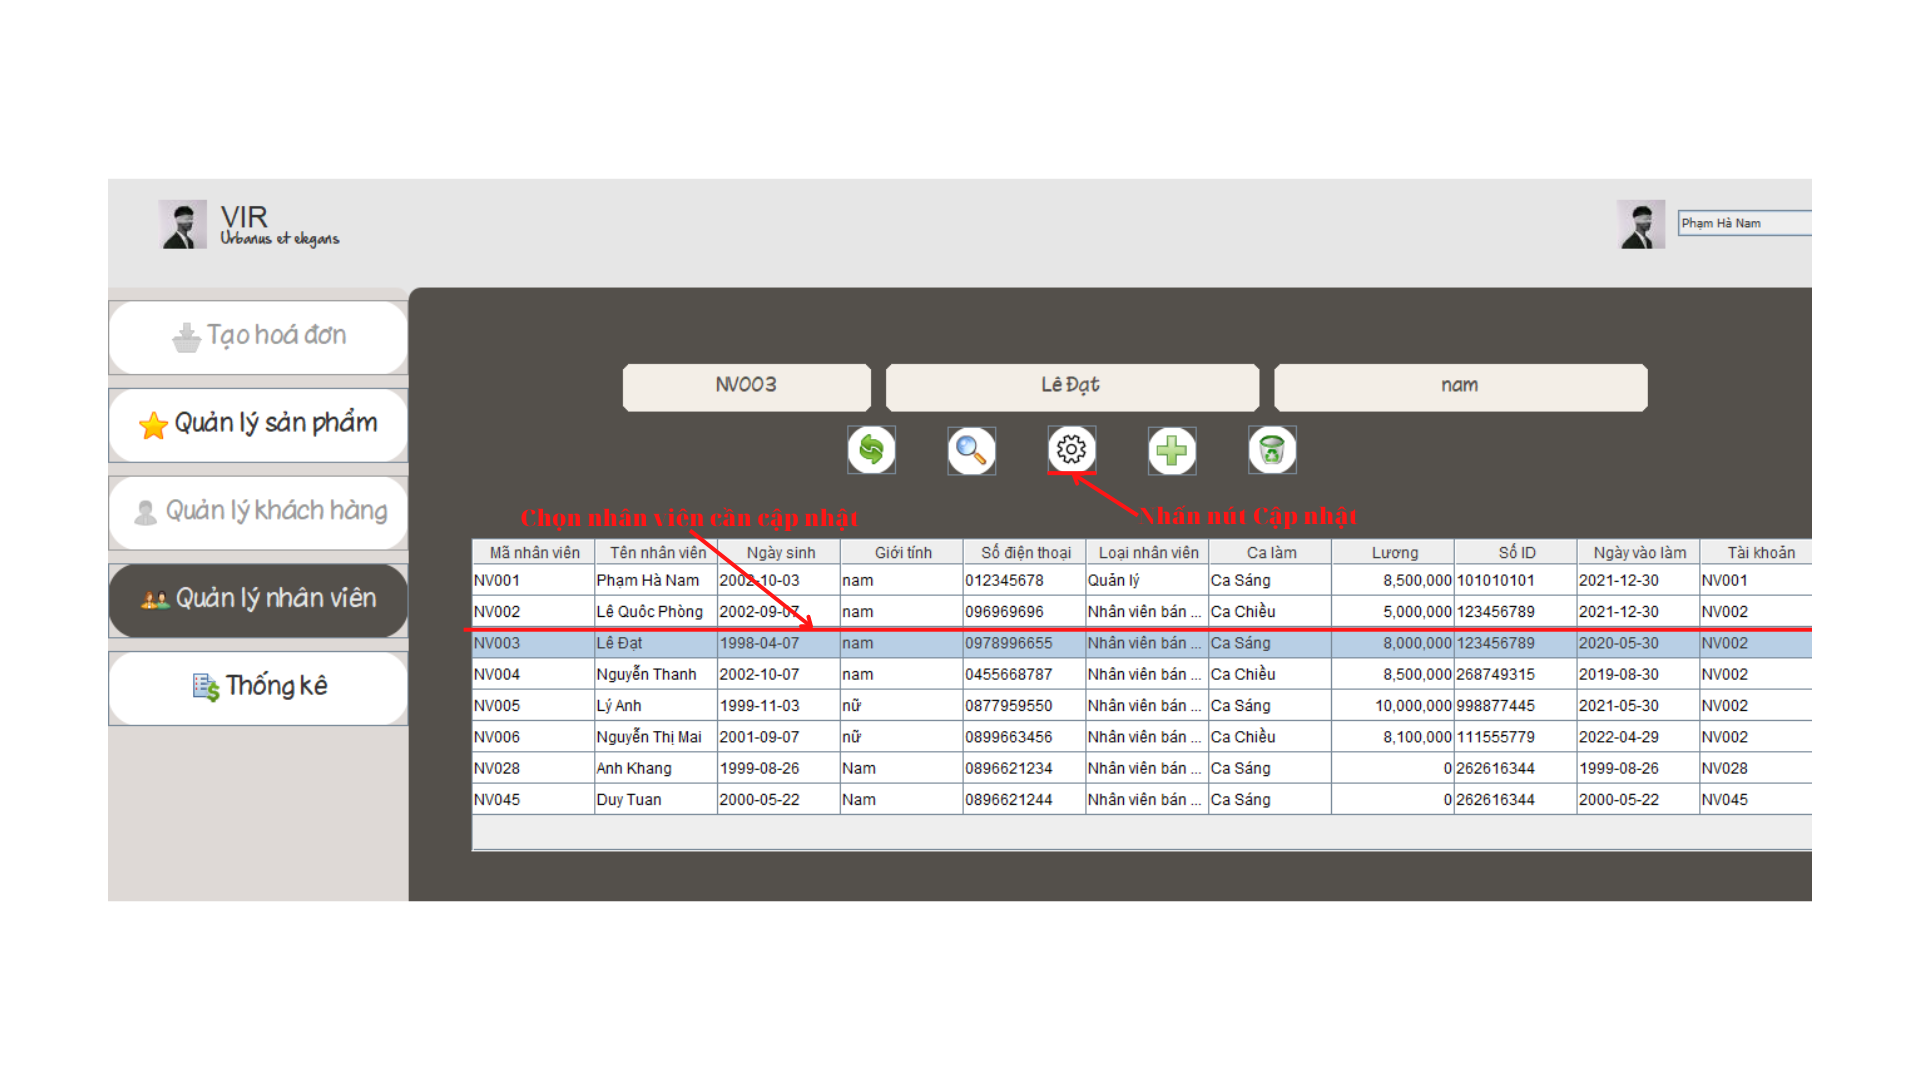 VIR
Urbanus et elegans
Phạm Hà Nam
Tạo hoá đơn
Quản lý sản phẩm
Quản lý khách hàng
Quản lý nhân viên
Thống kê
NV003 Lê Đạt nam
Chọn nhân viên cần cập nhật
Nhấn nút Cập nhật
Mã nhân viên Tên nhân viên Ngày sinh Giới tính Số điện thoại Loại nhân viên Ca làm Lương Số ID Ngày vào làm Tài khoản
NV001 Phạm Hà Nam 2002-10-03 nam 012345678 Quản lý Ca Sáng 8,500,000 101010101 2021-12-30 NV001
NV002 Lê Quốc Phòng 2002-09-07 nam 096969696 Nhân viên bán ... Ca Chiều 5,000,000 123456789 2021-12-30 NV002
NV003 Lê Đạt 1998-04-07 nam 0978996655 Nhân viên bán ... Ca Sáng 8,000,000 123456789 2020-05-30 NV002
NV004 Nguyễn Thanh 2002-10-07 nam 0455668787 Nhân viên bán ... Ca Chiều 8,500,000 268749315 2019-08-30 NV002
NV005 Lý Anh 1999-11-03 nữ 0877959550 Nhân viên bán ... Ca Sáng 10,000,000 998877445 2021-05-30 NV002
NV006 Nguyễn Thị Mai 2001-09-07 nữ 0899663456 Nhân viên bán ... Ca Chiều 8,100,000 111555779 2022-04-29 NV002
NV028 Anh Khang 1999-08-26 Nam 0896621234 Nhân viên bán ... Ca Sáng 0 262616344 1999-08-26 NV028
NV045 Duy Tuan 2000-05-22 Nam 0896621244 Nhân viên bán ... Ca Sáng 0 262616344 2000-05-22 NV045